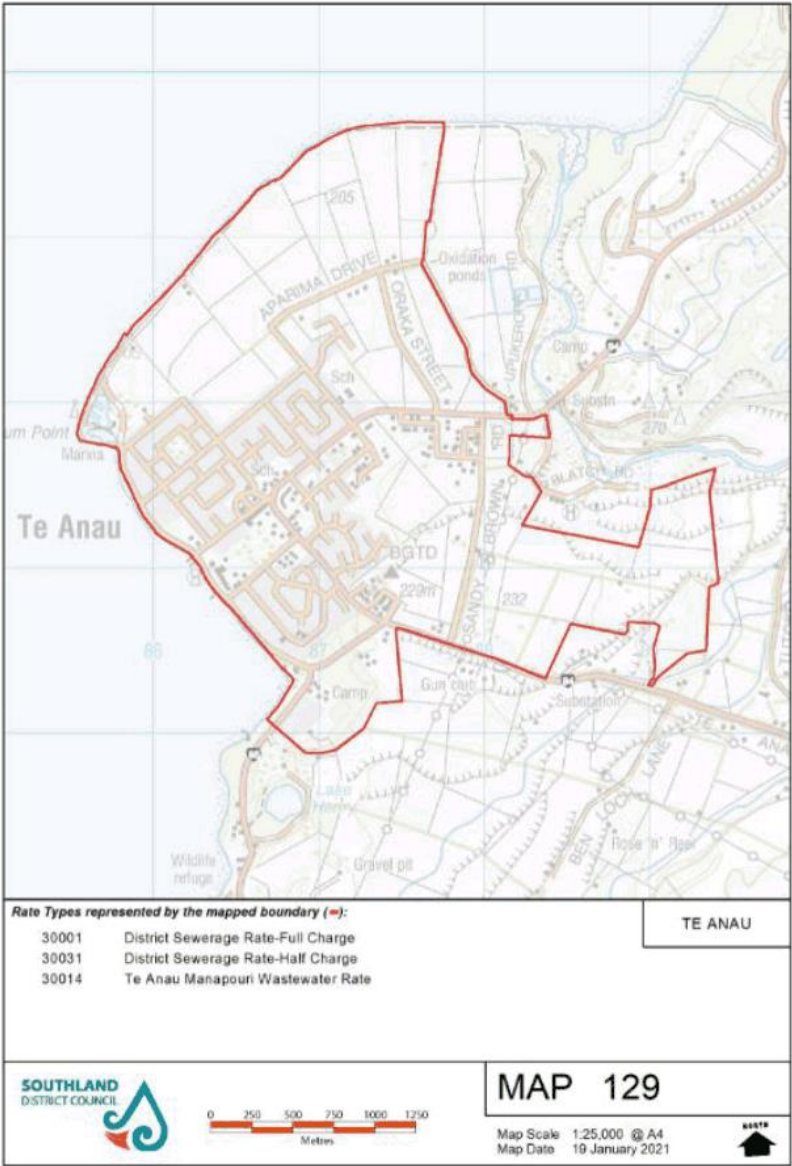 205
Oxidation
ponds
APARIMA DRIVE
ORAKA STREET
UPUKERORA RD
Camp
Sch
Substn
270
um Point
Marina
Sch
BLATCH RD
H
Te Anau
SANDY BROWN RD
BGTD
229m
232
86
87
Camp
Gun club
Substation
Wildlife
refuge
Gravel pit
BEN LOCH LANE
TE ANA
Rate Types represented by the mapped boundary (-):
30001 District Sewerage Rate-Full Charge
30031 District Sewerage Rate-Half Charge
30014 Te Anau Manapouri Wastewater Rate
TE ANAU
SOUTHLAND
DISTRICT COUNCIL
0 250 500 750 1000 1250
Metres
MAP 129
Map Scale 1:25,000 @ A4
Map Date 19 January 2021
NORTH